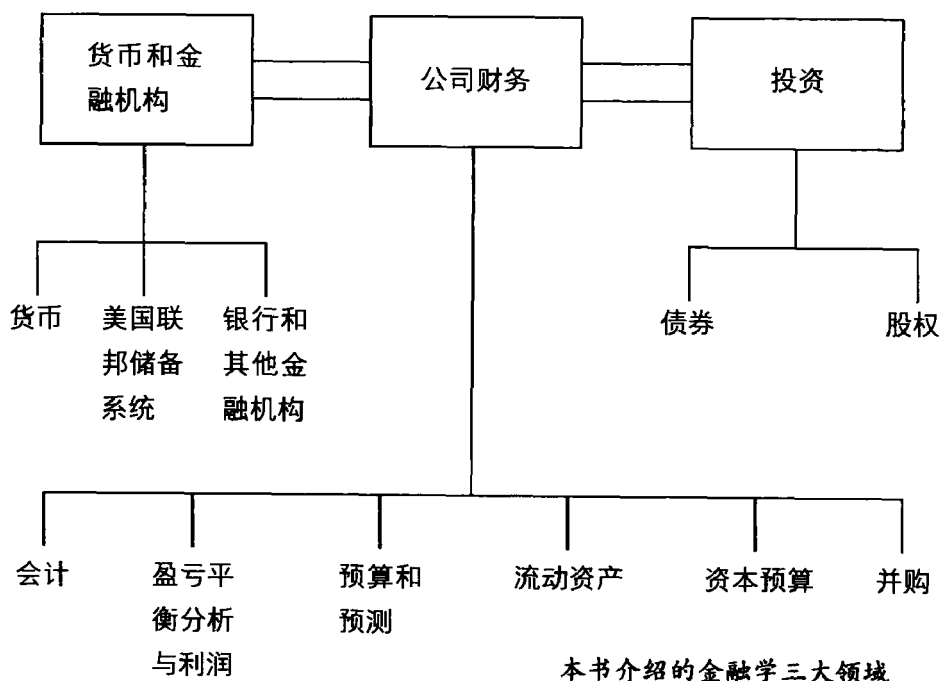 货币和金
融机构
公司财务
投资
货币
美国联
邦储备
系统
银行和
其他金
融机构
债券
股权
会计
盈亏平
衡分析
与利润
预算和
预测
流动资产
资本预算
并购
本书介绍的金融学三大领域